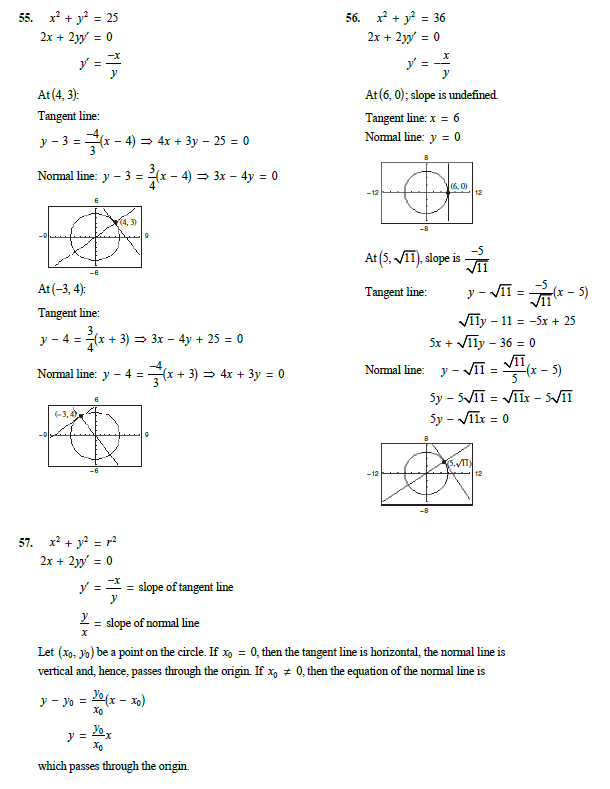 55. x² + y² = 25
2x + 2yy′ = 0
y′ = −x/y
At (4, 3):
Tangent line:
y − 3 = −4/3(x − 4) ⇒ 4x + 3y − 25 = 0
Normal line: y − 3 = 3/4(x − 4) ⇒ 3x − 4y = 0
6
(4, 3)
−9
9
−6
At (−3, 4):
Tangent line:
y − 4 = 3/4(x + 3) ⇒ 3x − 4y + 25 = 0
Normal line: y − 4 = −4/3(x + 3) ⇒ 4x + 3y = 0
6
(−3, 4)
−9
9
−6
56. x² + y² = 36
2x + 2yy′ = 0
y′ = −x/y
At (6, 0); slope is undefined.
Tangent line: x = 6
Normal line: y = 0
8
(6, 0)
−12
12
−8
At (5, √11), slope is −5/√11
Tangent line: y − √11 = −5/√11(x − 5)
√11y − 11 = −5x + 25
5x + √11y − 36 = 0
Normal line: y − √11 = √11/5(x − 5)
5y − 5√11 = √11x − 5√11
5y − √11x = 0
8
(5, √11)
−12
12
−8
57. x² + y² = r²
2x + 2yy′ = 0
y′ = −x/y = slope of tangent line
y/x = slope of normal line
Let (x₀, y₀) be a point on the circle. If x₀ = 0, then the tangent line is horizontal, the normal line is
vertical and, hence, passes through the origin. If x₀ ≠ 0, then the equation of the normal line is
y − y₀ = y₀/x₀(x − x₀)
y = y₀/x₀x
which passes through the origin.